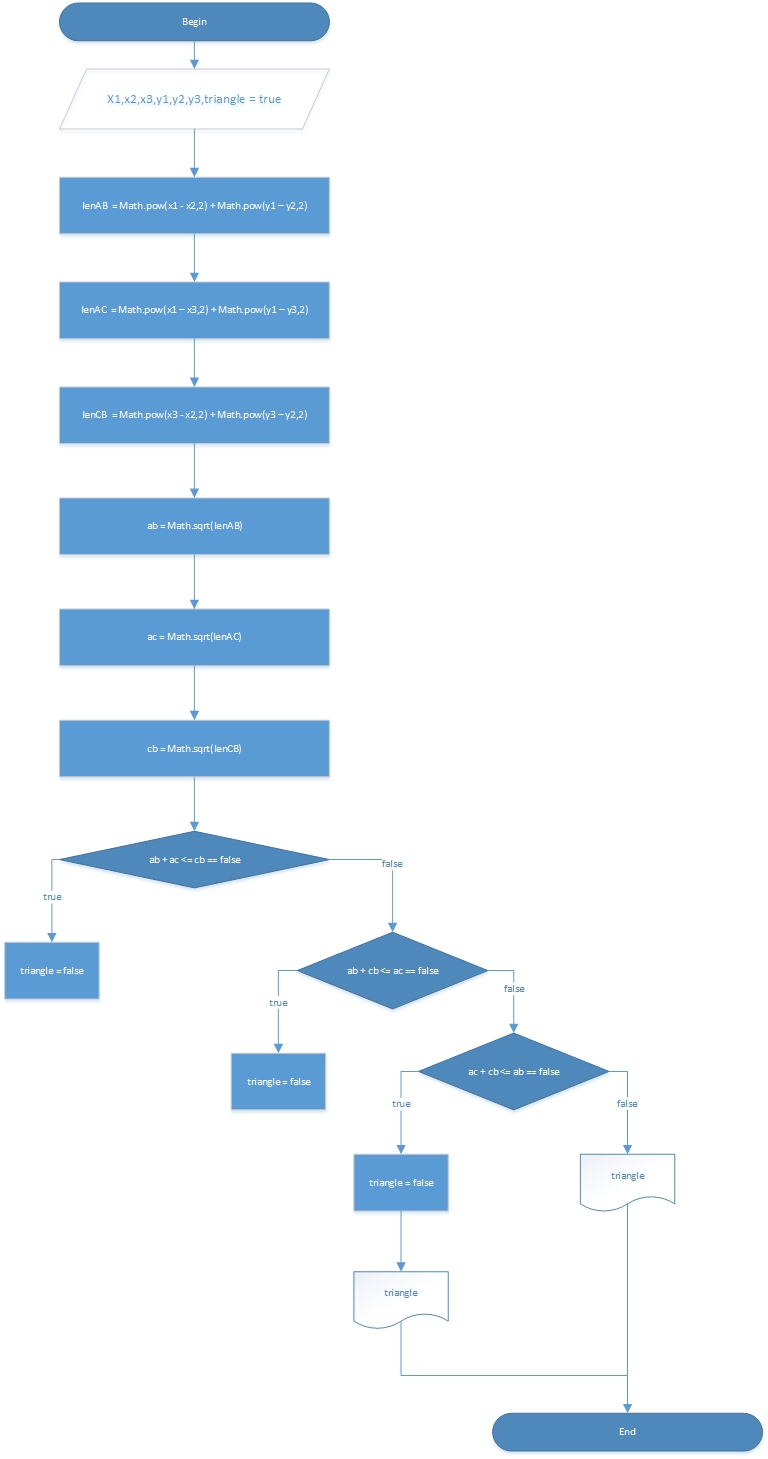 Begin
X1,x2,x3,y1,y2,y3,triangle = true
lenAB = Math.pow(x1 - x2,2) + Math.pow(y1 – y2,2)
lenAC = Math.pow(x1 – x3,2) + Math.pow(y1 – y3,2)
lenCB = Math.pow(x3 - x2,2) + Math.pow(y3 – y2,2)
ab = Math.sqrt(lenAB)
ac = Math.sqrt(lenAC)
cb = Math.sqrt(lenCB)
ab + ac <= cb == false
true
false
triangle = false
ab + cb <= ac == false
true
false
triangle = false
ac + cb <= ab == false
true
false
triangle = false
triangle
triangle
End